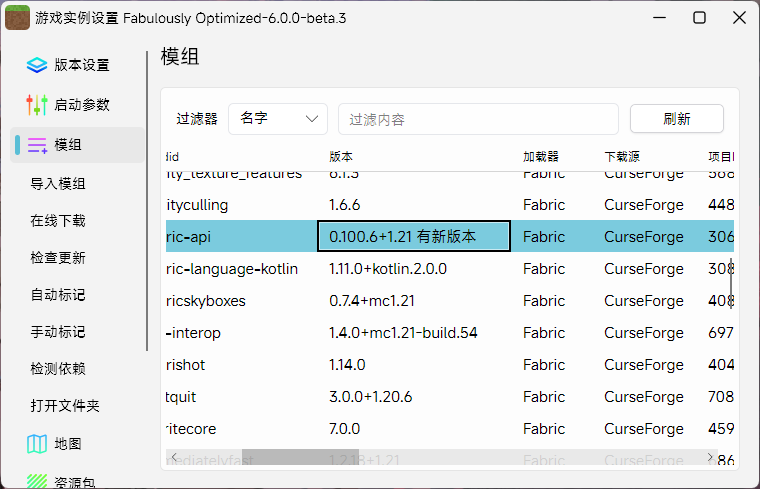 游戏实例设置 Fabulously Optimized-6.0.0-beta.3
版本设置
启动参数
模组
导入模组
在线下载
检查更新
自动标记
手动标记
检测依赖
打开文件夹
地图
资源包
模组
过滤器 名字 过滤内容 刷新
did 版本 加载器 下载源 项目I
ity_texture_features 6.1.3 Fabric CurseForge 568
ityculling 1.6.6 Fabric CurseForge 448
ric-api 0.100.6+1.21 有新版本 Fabric CurseForge 306
ric-language-kotlin 1.11.0+kotlin.2.0.0 Fabric CurseForge 308
ricskyboxes 0.7.4+mc1.21 Fabric CurseForge 408
-interop 1.4.0+mc1.21-build.54 Fabric CurseForge 697
rishot 1.14.0 Fabric CurseForge 404
tquit 3.0.0+1.20.6 Fabric CurseForge 708
ritecore 7.0.0 Fabric CurseForge 459
mediatelyfast 1.2.18+1.21 Fabric CurseForge 686